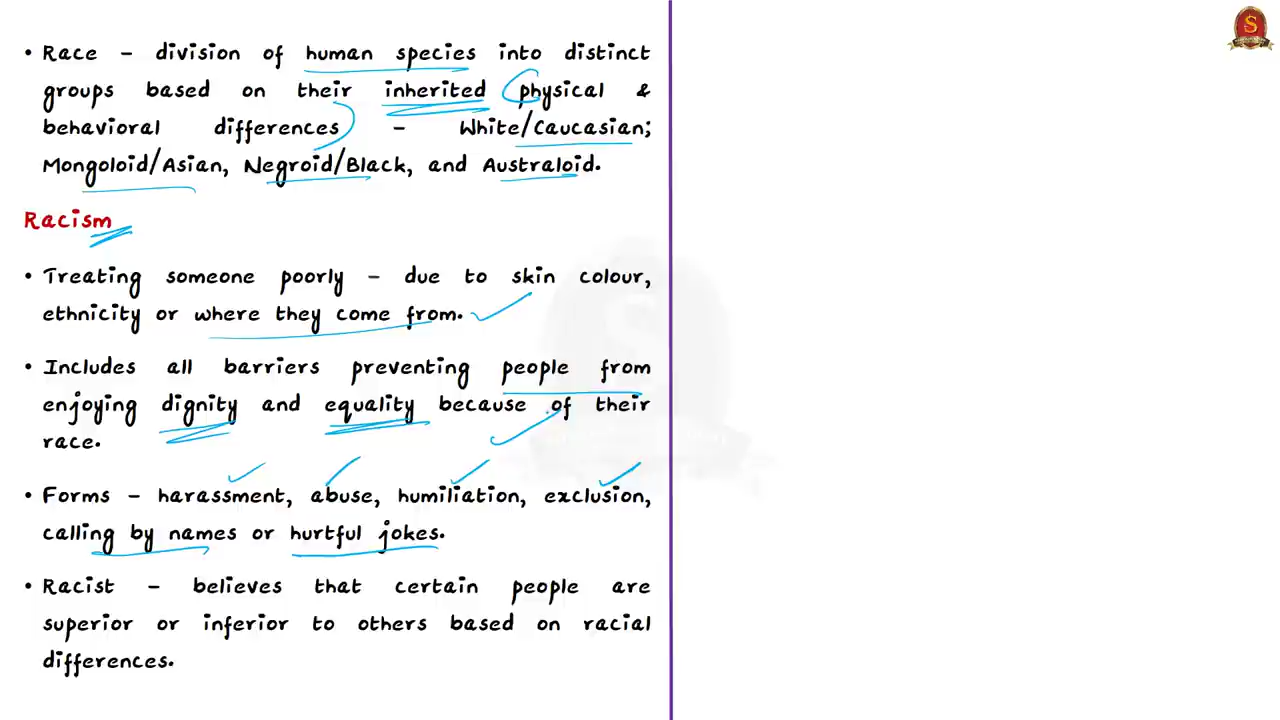 • Race – division of human species into distinct
groups based on their inherited physical &
behavioral differences – White/Caucasian;
Mongoloid/Asian, Negroid/Black, and Australoid.
Racism
• Treating someone poorly – due to skin colour,
ethnicity or where they come from.
• Includes all barriers preventing people from
enjoying dignity and equality because of their
race.
• Forms – harassment, abuse, humiliation, exclusion,
calling by names or hurtful jokes.
• Racist – believes that certain people are
superior or inferior to others based on racial
differences.
S